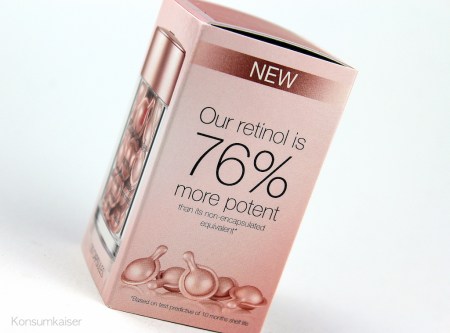 NEW
Our retinol is
76%
more potent
than its non-encapsulated
equivalent*
*Based on test predictive of 10 months shelf-life
Konsumkaiser